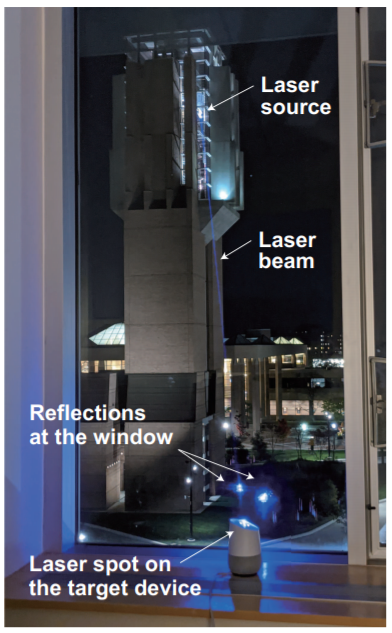 Laser
source
Laser
beam
Reflections
at the window
Laser spot on
the target device